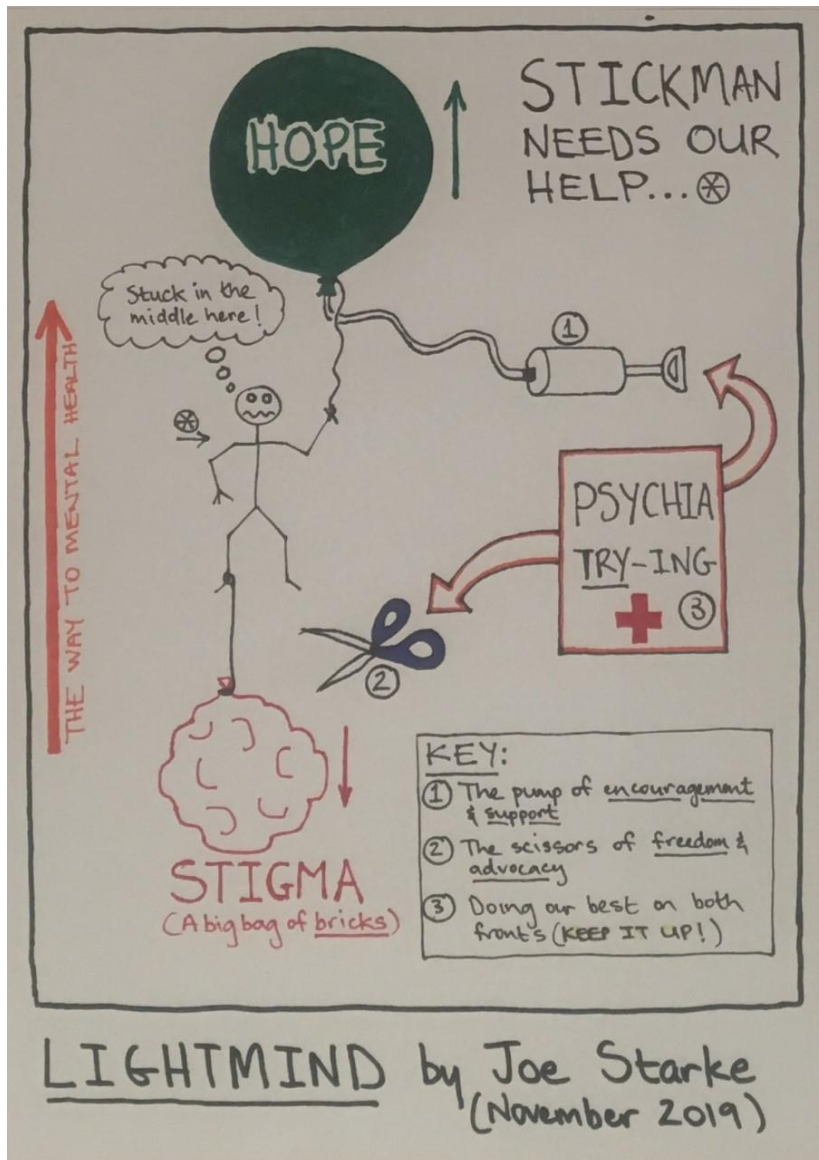 STICKMAN
NEEDS OUR
HELP...⊛
HOPE
Stuck in the
middle here!
⊛
THE WAY TO MENTAL HEALTH
①
PSYCHIA
TRY-ING
③
②
STIGMA
(A big bag of bricks)
KEY:
① The pump of encouragement
& support
② The scissors of freedom &
advocacy
③ Doing our best on both
front's (KEEP IT UP!)
LIGHTMIND by Joe Starke
(November 2019)